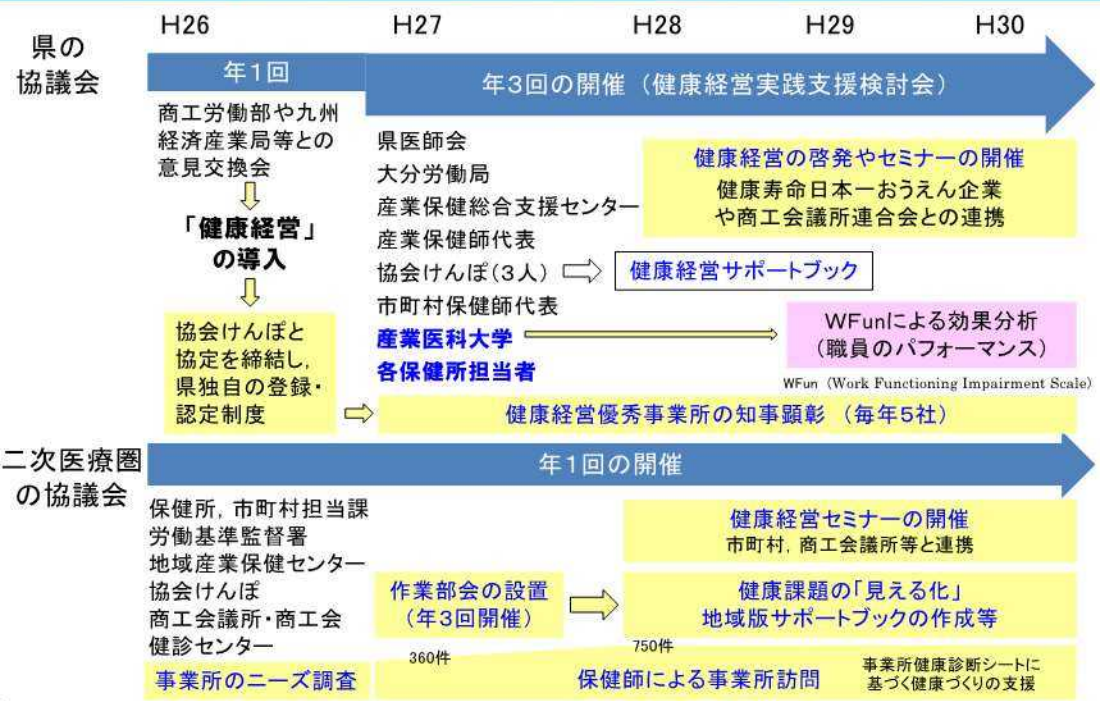 H26
H27
H28
H29
H30
県の
協議会
年1回
年3回の開催（健康経営実践支援検討会）
商工労働部や九州
経済産業局等との
意見交換会
「健康経営」
の導入
協会けんぽと
協定を締結し，
県独自の登録・
認定制度
県医師会
大分労働局
産業保健総合支援センター
産業保健師代表
協会けんぽ(3人)
市町村保健師代表
産業医科大学
各保健所担当者
健康経営の啓発やセミナーの開催
健康寿命日本一おうえん企業
や商工会議所連合会との連携
健康経営サポートブック
WFunによる効果分析
(職員のパフォーマンス)
WFun (Work Functioning Impairment Scale)
健康経営優秀事業所の知事顕彰 （毎年5社）
二次医療圏
の協議会
年1回の開催
保健所，市町村担当課
労働基準監督署
地域産業保健センター
協会けんぽ
商工会議所・商工会
健診センター
事業所のニーズ調査
作業部会の設置
(年3回開催)
健康経営セミナーの開催
市町村，商工会議所等と連携
健康課題の「見える化」
地域版サポートブックの作成等
360件
750件
保健師による事業所訪問
事業所健康診断シートに
基づく健康づくりの支援